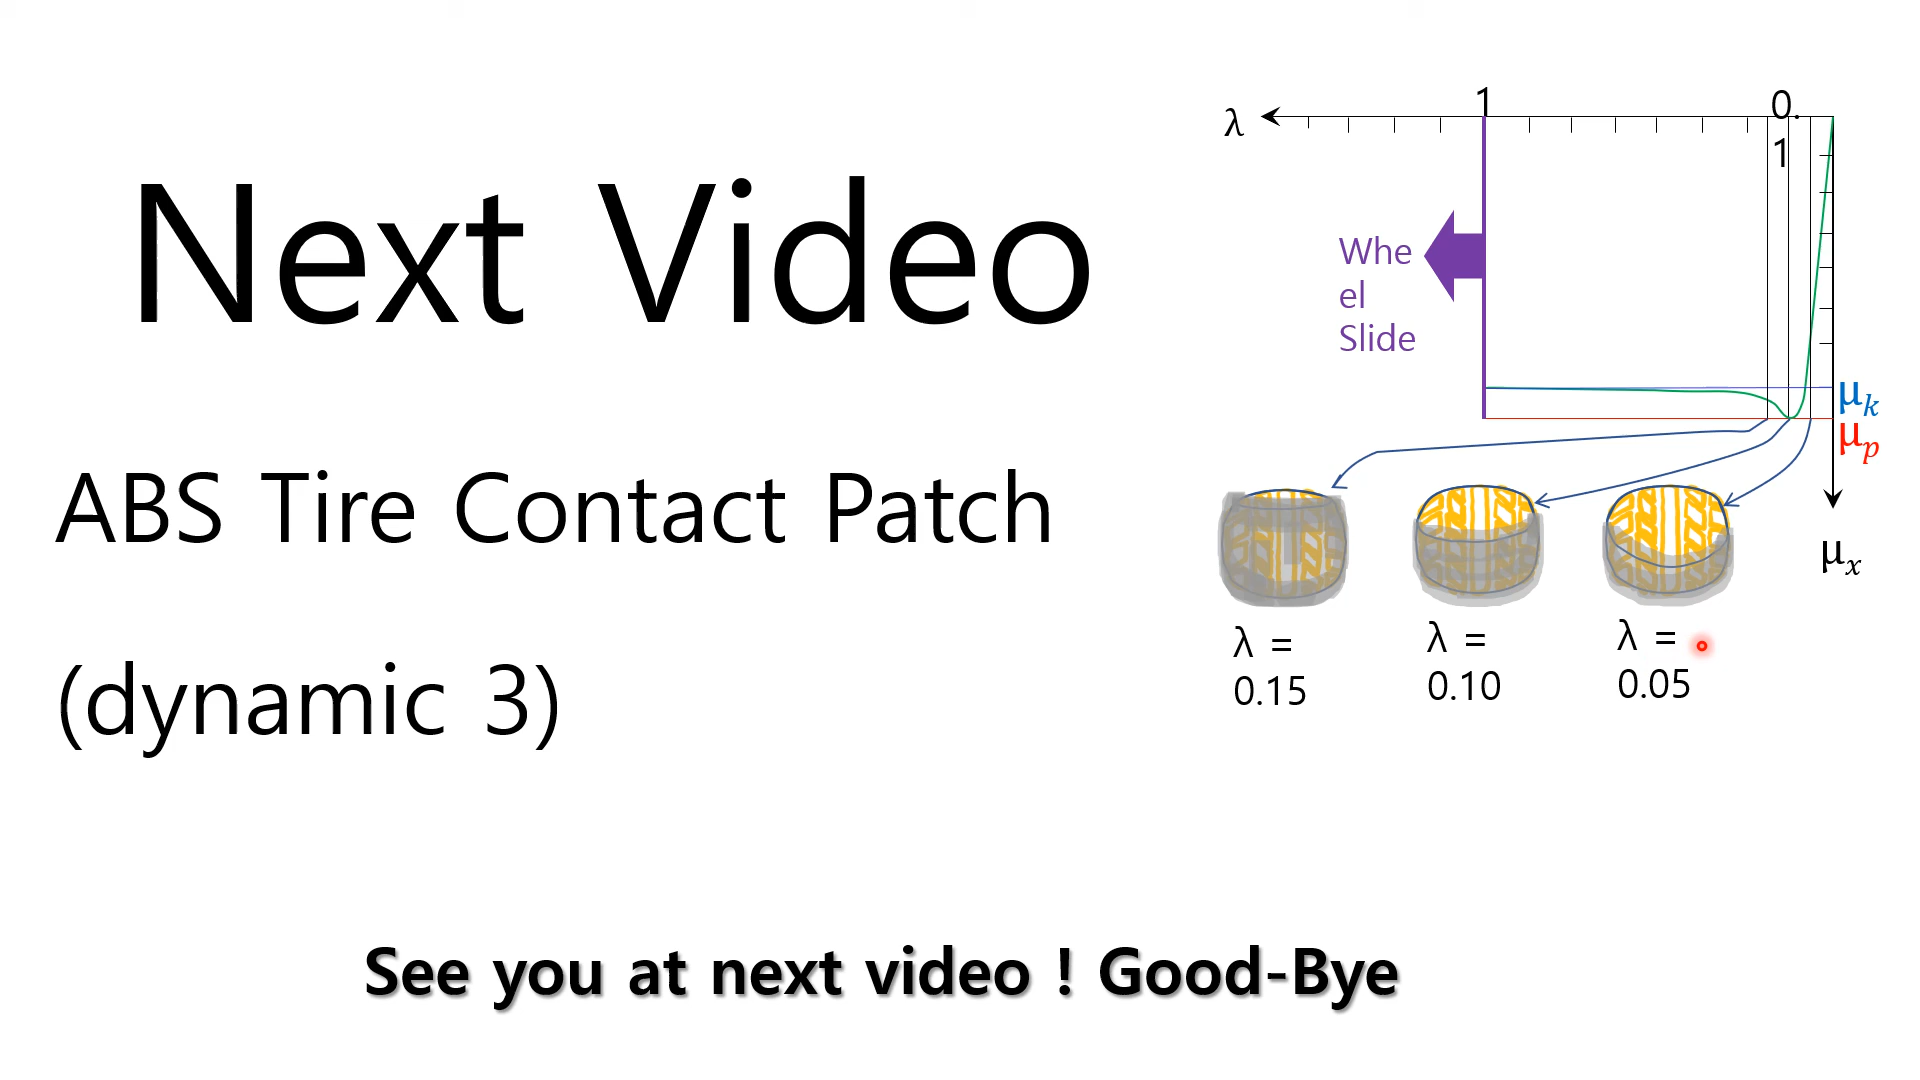 Next Video
ABS Tire Contact Patch
(dynamic 3)
λ
1
0.
1
Whe
el
Slide
μk
μp
μx
λ =
0.15
λ =
0.10
λ =
0.05
See you at next video ! Good-Bye